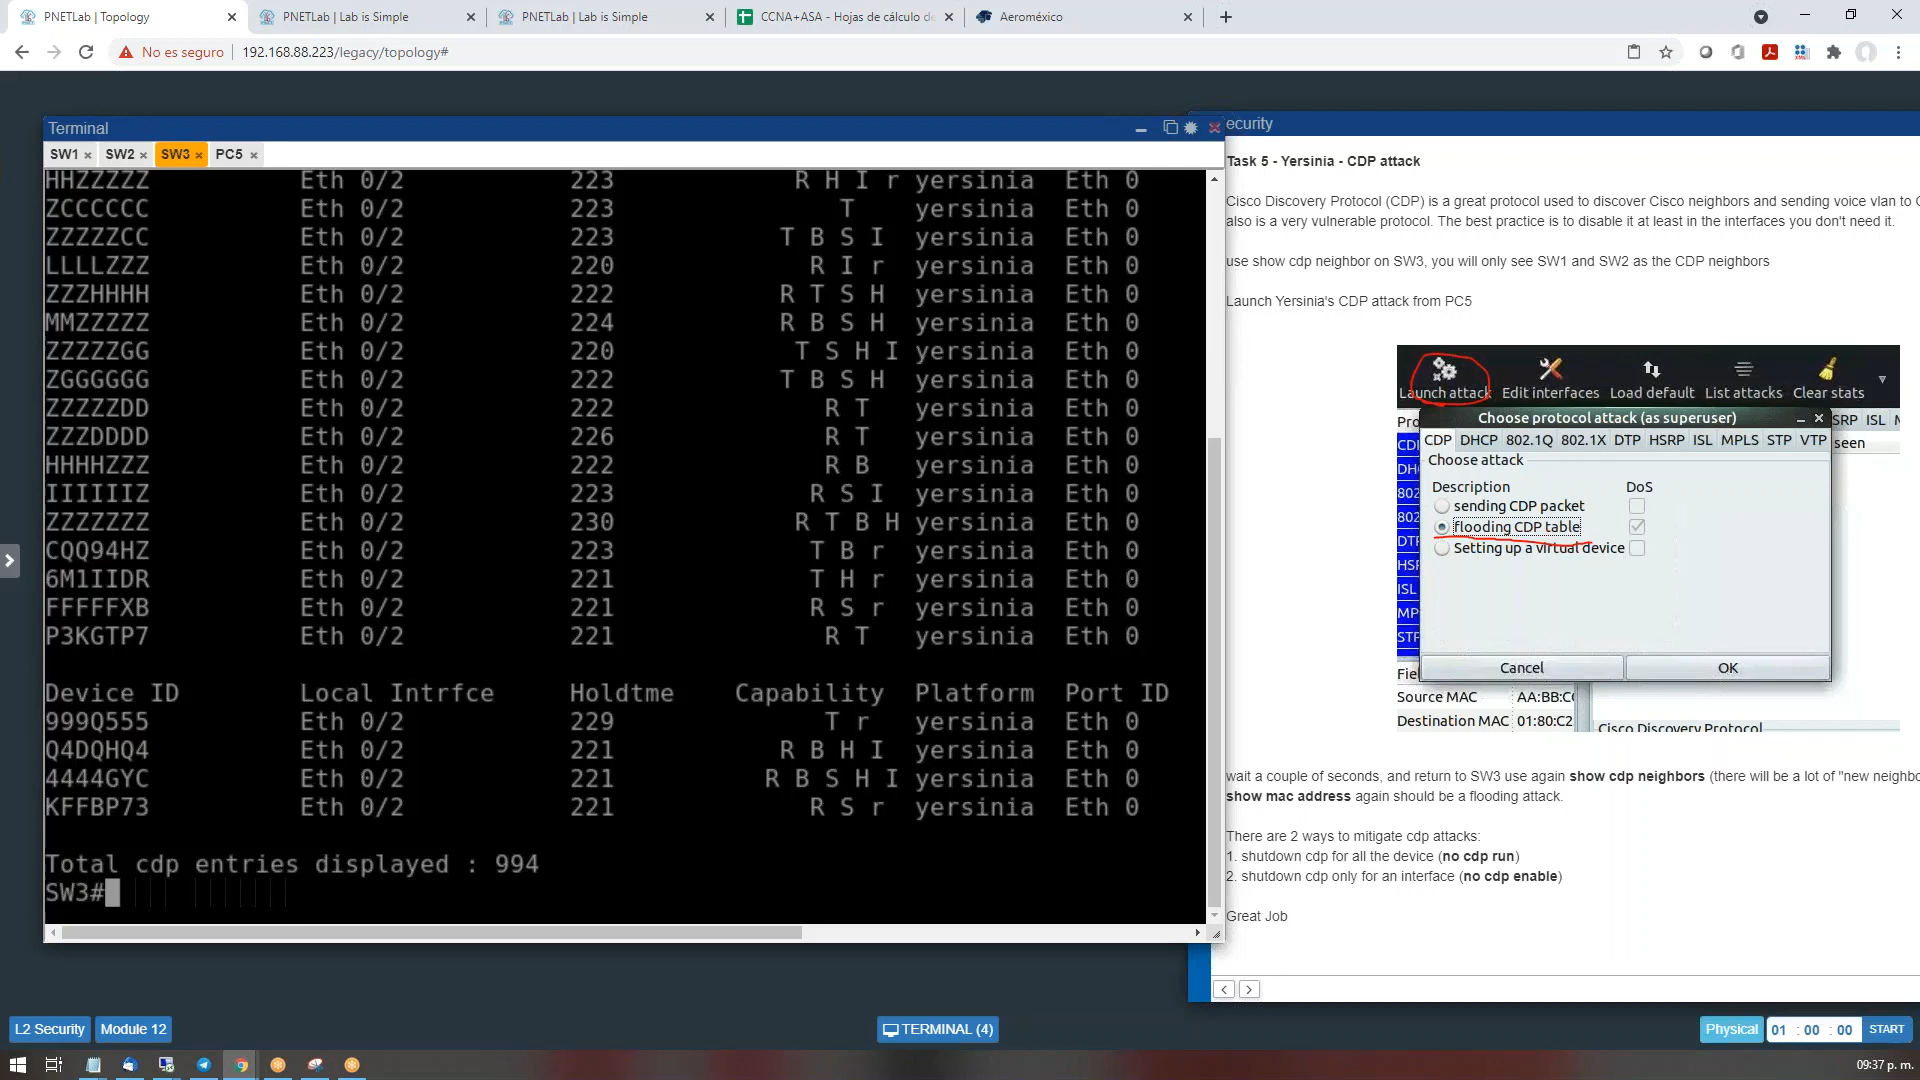 PNETLab | Topology
PNETLab | Lab is Simple
PNETLab | Lab is Simple
CCNA+ASA - Hojas de cálculo de
Aeroméxico
No es seguro
192.168.88.223/legacy/topology#
Terminal
ecurity
SW1 × SW2 × SW3 × PC5 ×
HHZZZZZ Eth 0/2 223 R H I r yersinia Eth 0
ZCCCCCC Eth 0/2 223 T yersinia Eth 0
ZZZZZCC Eth 0/2 223 T B S I yersinia Eth 0
LLLLZZZ Eth 0/2 220 R I r yersinia Eth 0
ZZZHHHH Eth 0/2 222 R T S H yersinia Eth 0
MMZZZZZ Eth 0/2 224 R B S H yersinia Eth 0
ZZZZZGG Eth 0/2 220 T S H I yersinia Eth 0
ZGGGGGG Eth 0/2 222 T B S H yersinia Eth 0
ZZZZZDD Eth 0/2 222 R T yersinia Eth 0
ZZZDDDD Eth 0/2 226 R T yersinia Eth 0
HHHHZZZ Eth 0/2 222 R B yersinia Eth 0
IIIIIIZ Eth 0/2 223 R S I yersinia Eth 0
ZZZZZZZ Eth 0/2 230 R T B H yersinia Eth 0
CQQ94HZ Eth 0/2 223 T B r yersinia Eth 0
6M1IIDR Eth 0/2 221 T H r yersinia Eth 0
FFFFFXB Eth 0/2 221 R S r yersinia Eth 0
P3KGTP7 Eth 0/2 221 R T yersinia Eth 0
Device ID Local Intrfce Holdtme Capability Platform Port ID
999Q555 Eth 0/2 229 T r yersinia Eth 0
Q4DQHQ4 Eth 0/2 221 R B H I yersinia Eth 0
4444GYC Eth 0/2 221 R B S H I yersinia Eth 0
KFFBP73 Eth 0/2 221 R S r yersinia Eth 0
Total cdp entries displayed : 994
SW3#
Task 5 - Yersinia - CDP attack
Cisco Discovery Protocol (CDP) is a great protocol used to discover Cisco neighbors and sending voice vlan to C
also is a very vulnerable protocol. The best practice is to disable it at least in the interfaces you don't need it.
use show cdp neighbor on SW3, you will only see SW1 and SW2 as the CDP neighbors
Launch Yersinia's CDP attack from PC5
Launch attack Edit interfaces Load default List attacks Clear stats
Choose protocol attack (as superuser)
Pro
SRP ISL
CDP DHCP 802.1Q 802.1X DTP HSRP ISL MPLS STP VTP
seen
CDP
DHC
802
802
DTP
HSR
ISL
MPL
STP
Choose attack
Description DoS
sending CDP packet
flooding CDP table
Setting up a virtual device
Cancel OK
Fie
Source MAC AA:BB:CC
Destination MAC 01:80:C2
Cisco Discovery Protocol
wait a couple of seconds, and return to SW3 use again show cdp neighbors (there will be a lot of "new neighbo
show mac address again should be a flooding attack.
There are 2 ways to mitigate cdp attacks:
1. shutdown cdp for all the device (no cdp run)
2. shutdown cdp only for an interface (no cdp enable)
Great Job
L2 Security Module 12
TERMINAL (4)
Physical 01 : 00 : 00 START
09:37 p. m.